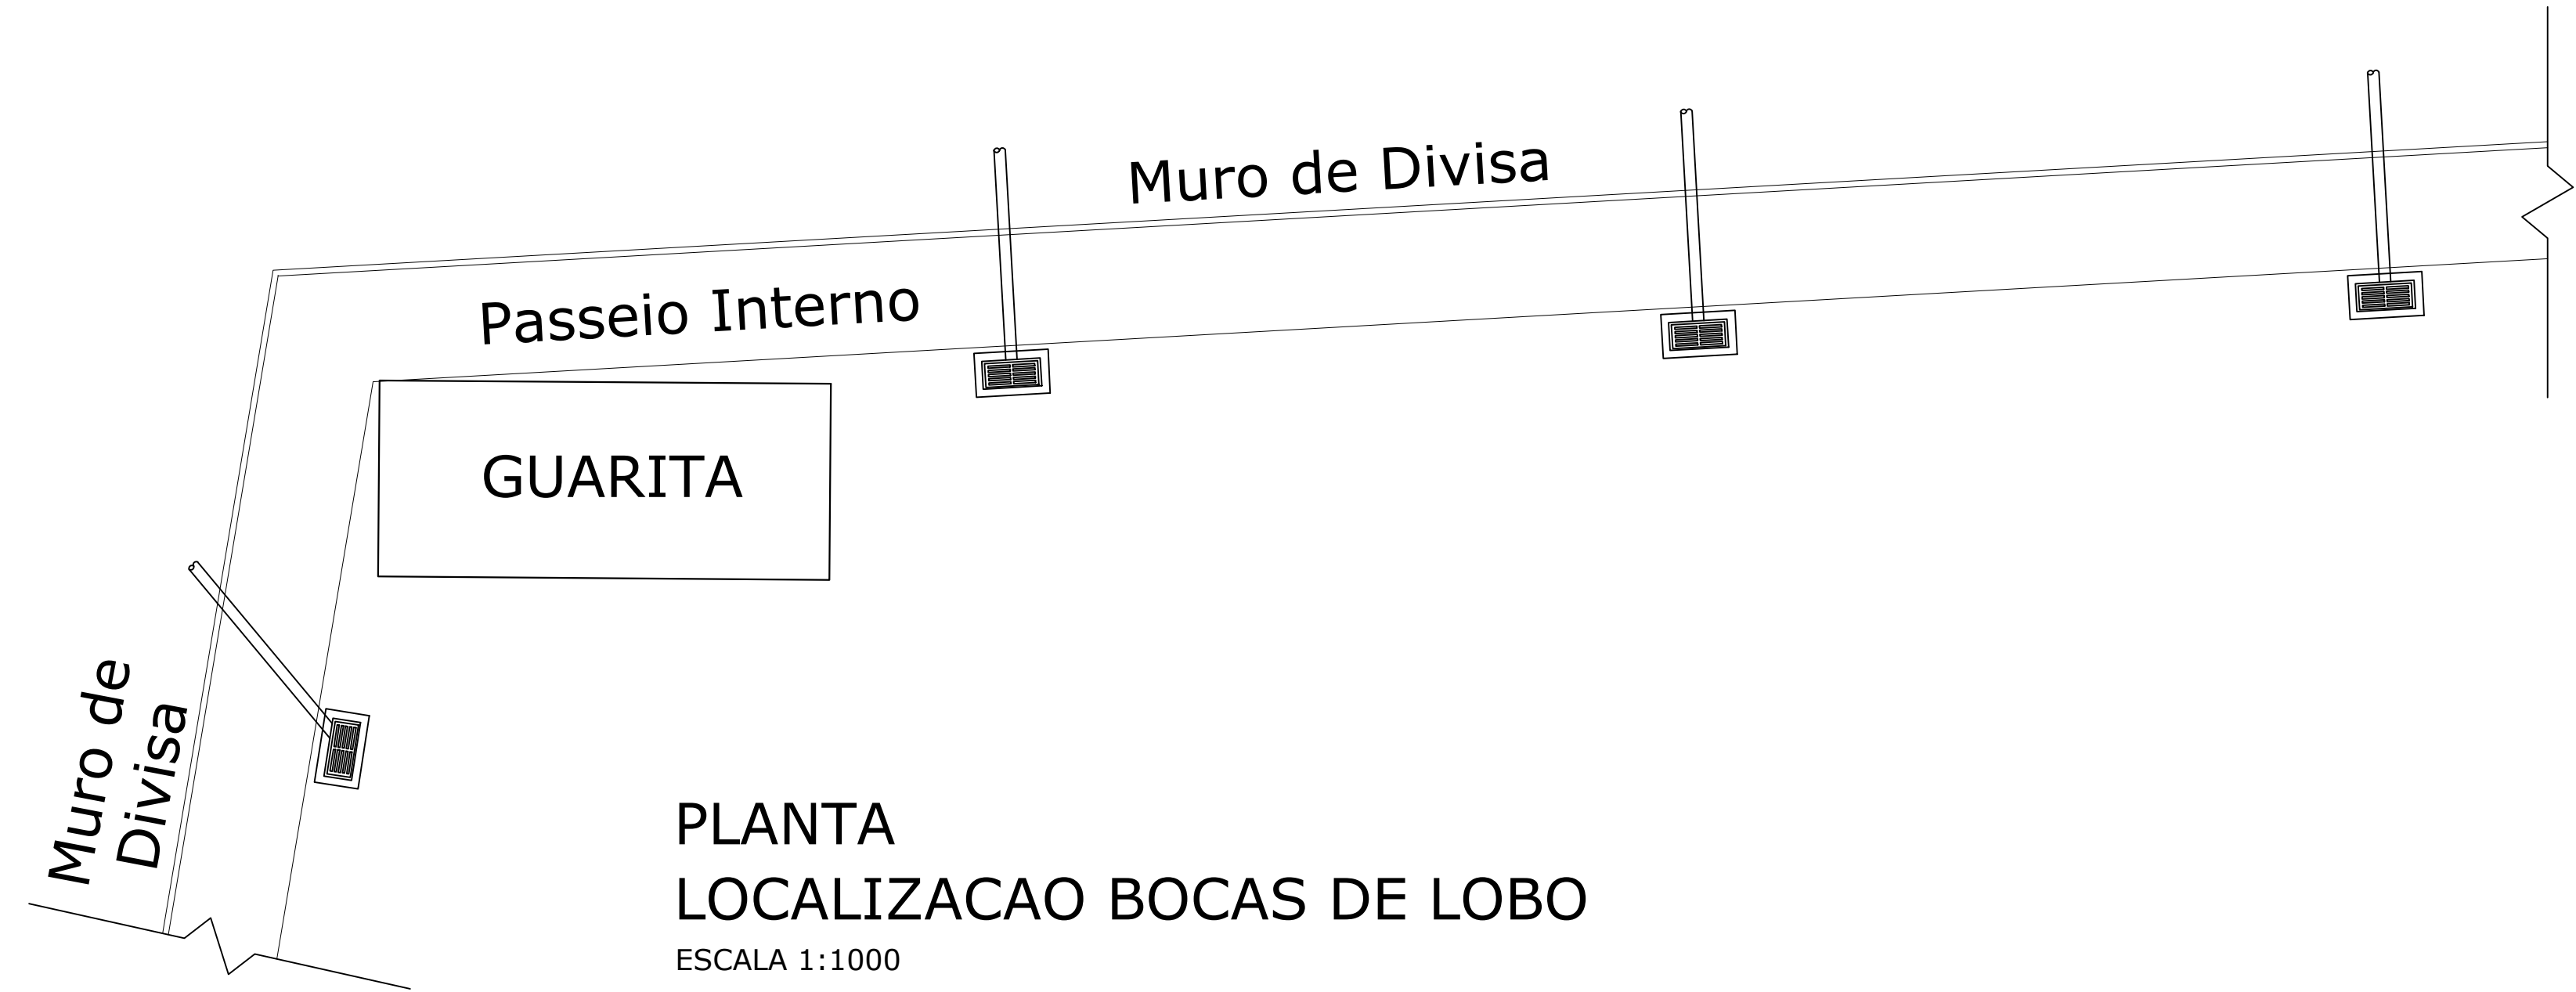 Muro de Divisa
Passeio Interno
GUARITA
Muro de
Divisa
PLANTA
LOCALIZACAO BOCAS DE LOBO
ESCALA 1:1000